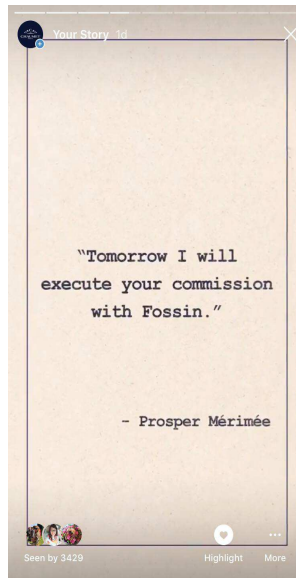 Your Story 1d
“Tomorrow I will
execute your commission
with Fossin.”
– Prosper Mérimée
Seen by 3429
Highlight
More